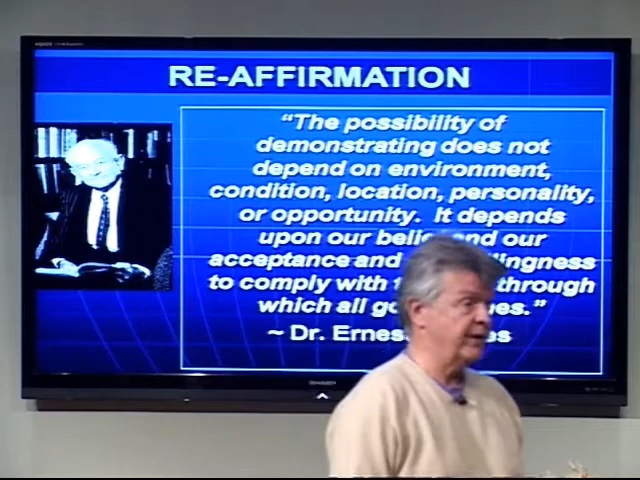 RE-AFFIRMATION
“The possibility of
demonstrating does not
depend on environment,
condition, location, personality,
or opportunity. It depends
upon our and our
acceptance and
to comply with through
which all
~ Dr.
SHARP